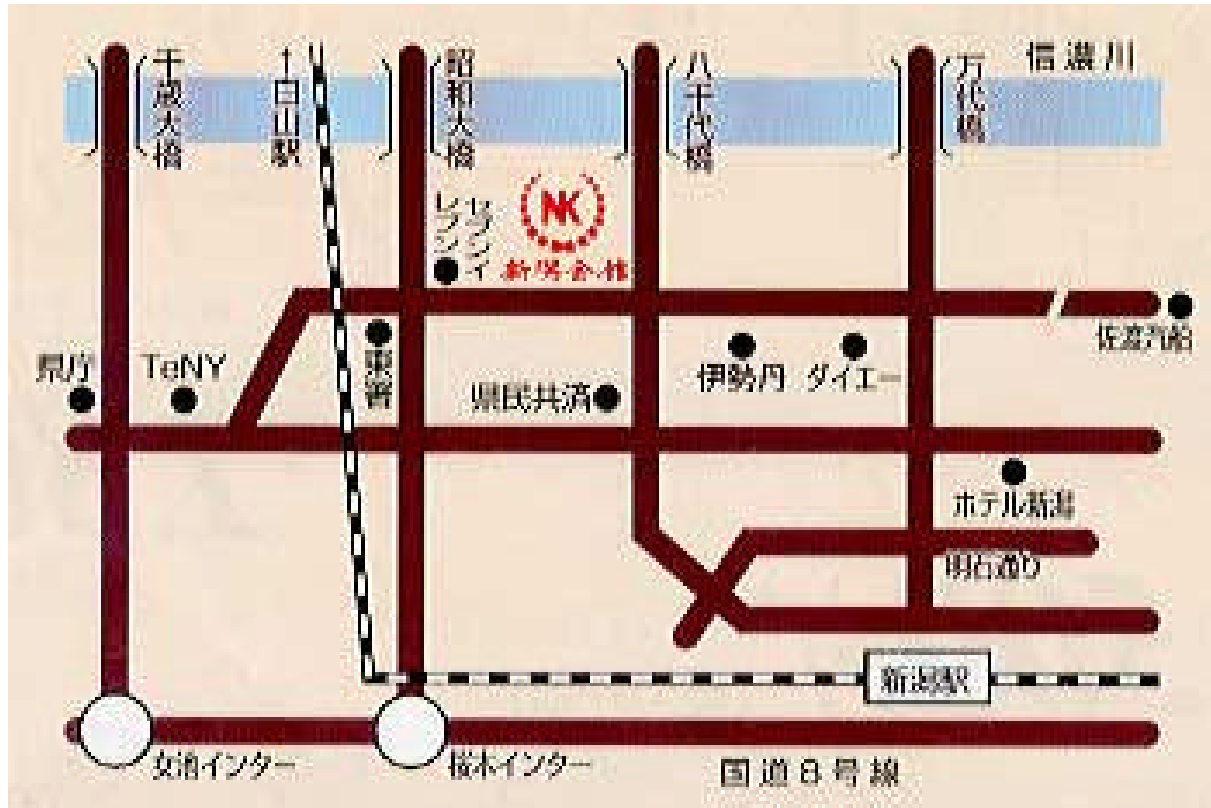 千歳大橋
↑白山駅
昭和大橋
八千代橋
万代橋
信濃川
セブンイ
レブン
NK
新潟会館
佐渡汽船
県庁
TeNY
東署
県民共済
伊勢丹
ダイエー
ホテル新潟
明石通り
新潟駅
女池インター
桜木インター
国道8号線